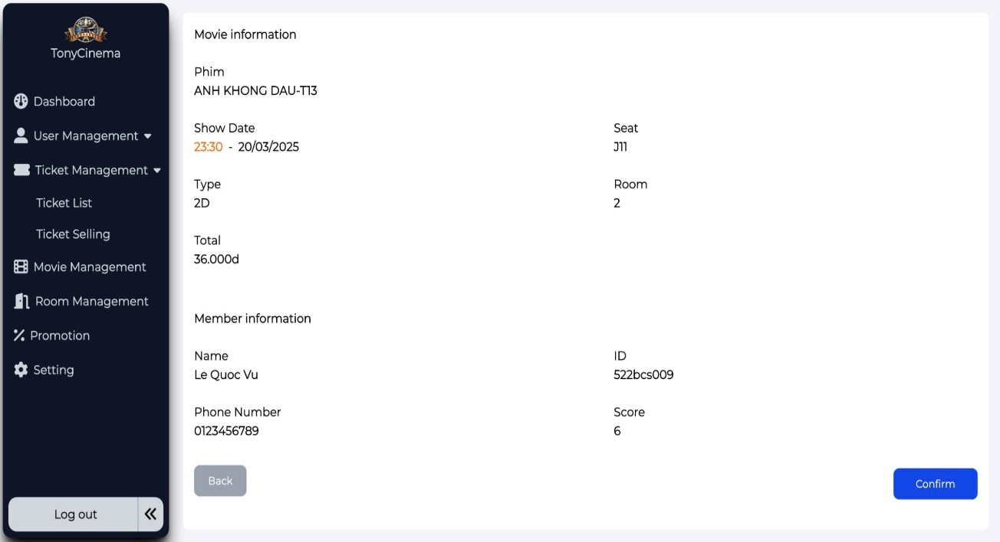 TonyCinema
Dashboard
User Management
Ticket Management
Ticket List
Ticket Selling
Movie Management
Room Management
Promotion
Setting
Log out
Movie information
Phim
ANH KHONG DAU-T13
Show Date
23:30 - 20/03/2025
Seat
J11
Type
2D
Room
2
Total
36.000d
Member information
Name
Le Quoc Vu
ID
522bcs009
Phone Number
0123456789
Score
6
Back
Confirm